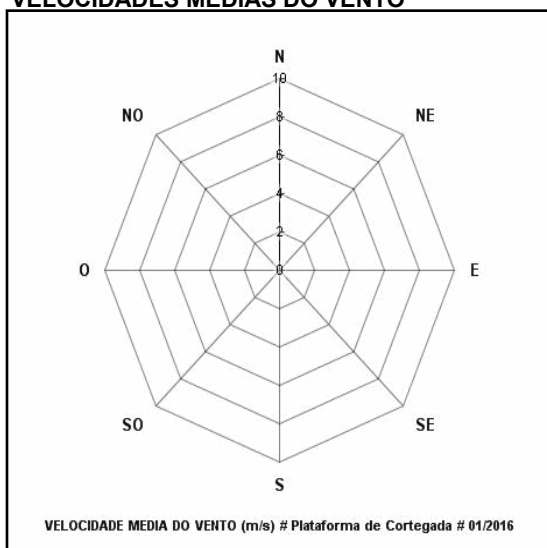 VELOCIDADES MEDIAS DO VENTO
N
10
NO
NE
8
6
4
2
O
0
E
SO
SE
S
VELOCIDADE MEDIA DO VENTO (m/s) # Plataforma de Cortegada # 01/2016